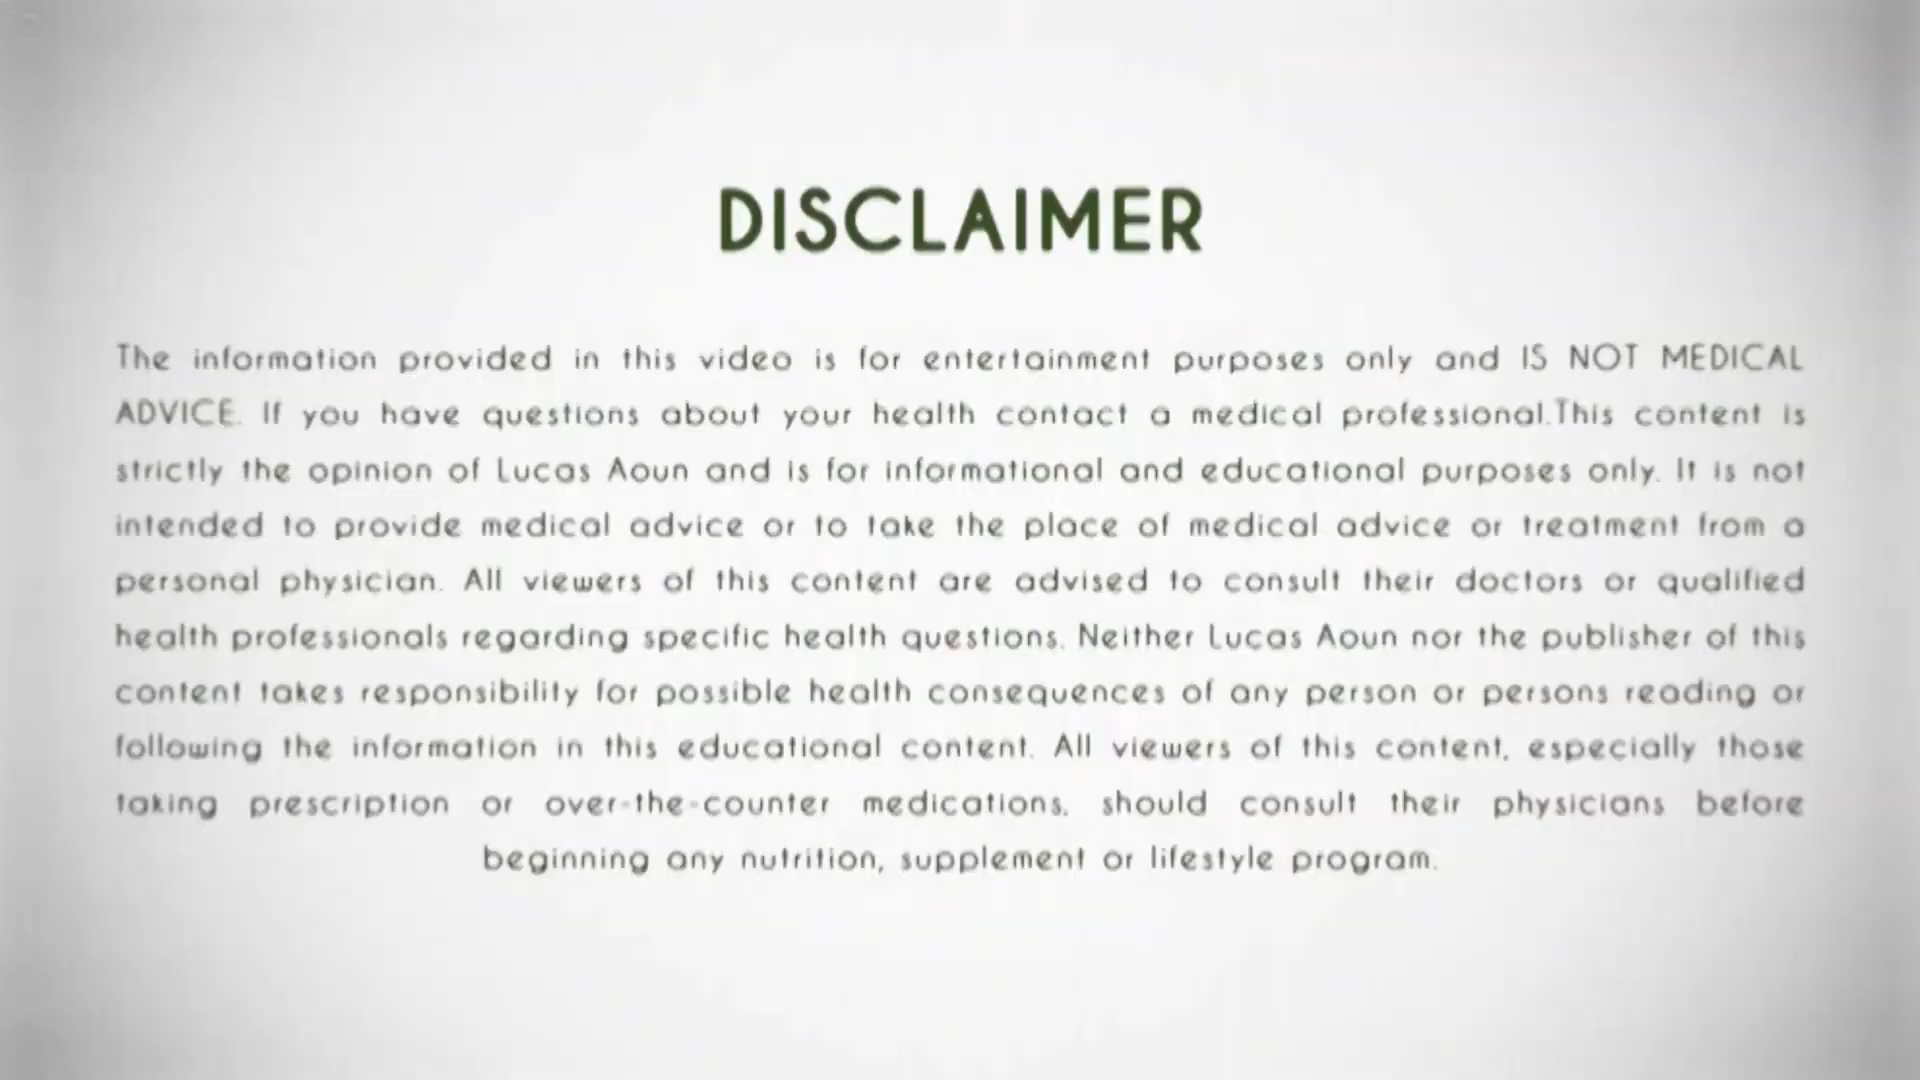 DISCLAIMER
The information provided in this video is for entertainment purposes only and IS NOT MEDICAL
ADVICE. If you have questions about your health contact a medical professional.This content is
strictly the opinion of Lucas Aoun and is for informational and educational purposes only. It is not
intended to provide medical advice or to take the place of medical advice or treatment from a
personal physician. All viewers of this content are advised to consult their doctors or qualified
health professionals regarding specific health questions. Neither Lucas Aoun nor the publisher of this
content takes responsibility for possible health consequences of any person or persons reading or
following the information in this educational content. All viewers of this content, especially those
taking prescription or over-the-counter medications, should consult their physicians before
beginning any nutrition, supplement or lifestyle program.